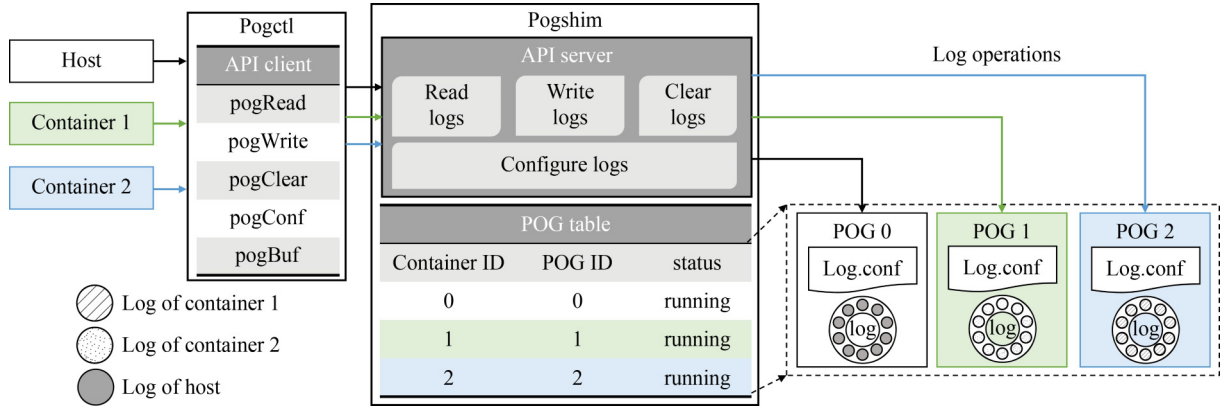 Pogctl
Pogshim
Host
Container 1
Container 2
API client
pogRead
pogWrite
pogClear
pogConf
pogBuf
API server
Read
logs
Write
logs
Clear
logs
Configure logs
Log operations
POG table
Container ID POG ID status
0 0 running
1 1 running
2 2 running
POG 0
Log.conf
log
POG 1
Log.conf
log
POG 2
Log.conf
log
Log of container 1
Log of container 2
Log of host